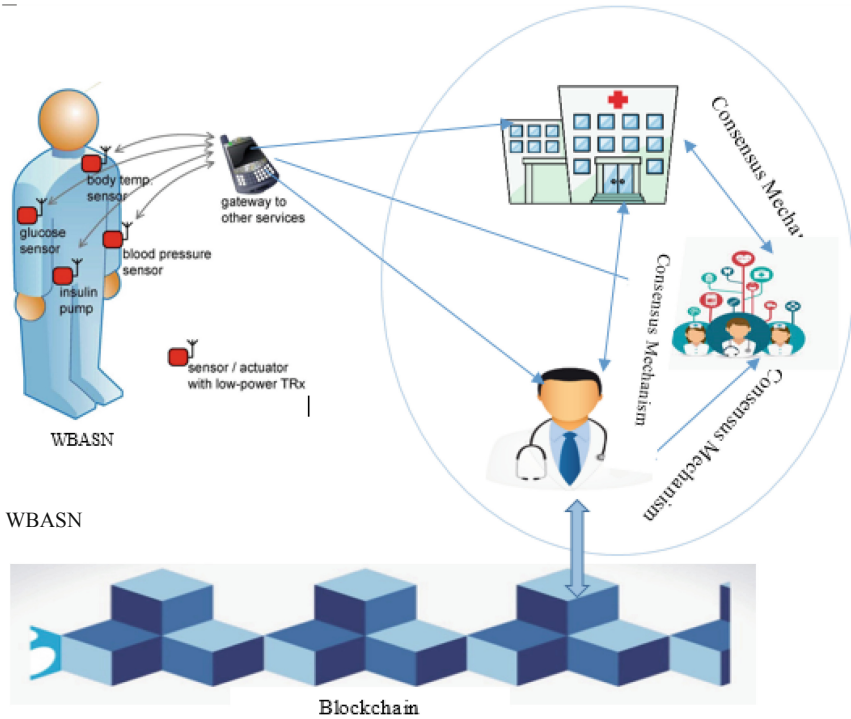 body temp.
sensor
glucose
sensor
blood pressure
sensor
insulin
pump
gateway to
other services
sensor / actuator
with low-power TRx
WBASN
WBASN
Consensus Mecha
Consensus Mechanism
Consensus Mechanism
Blockchain